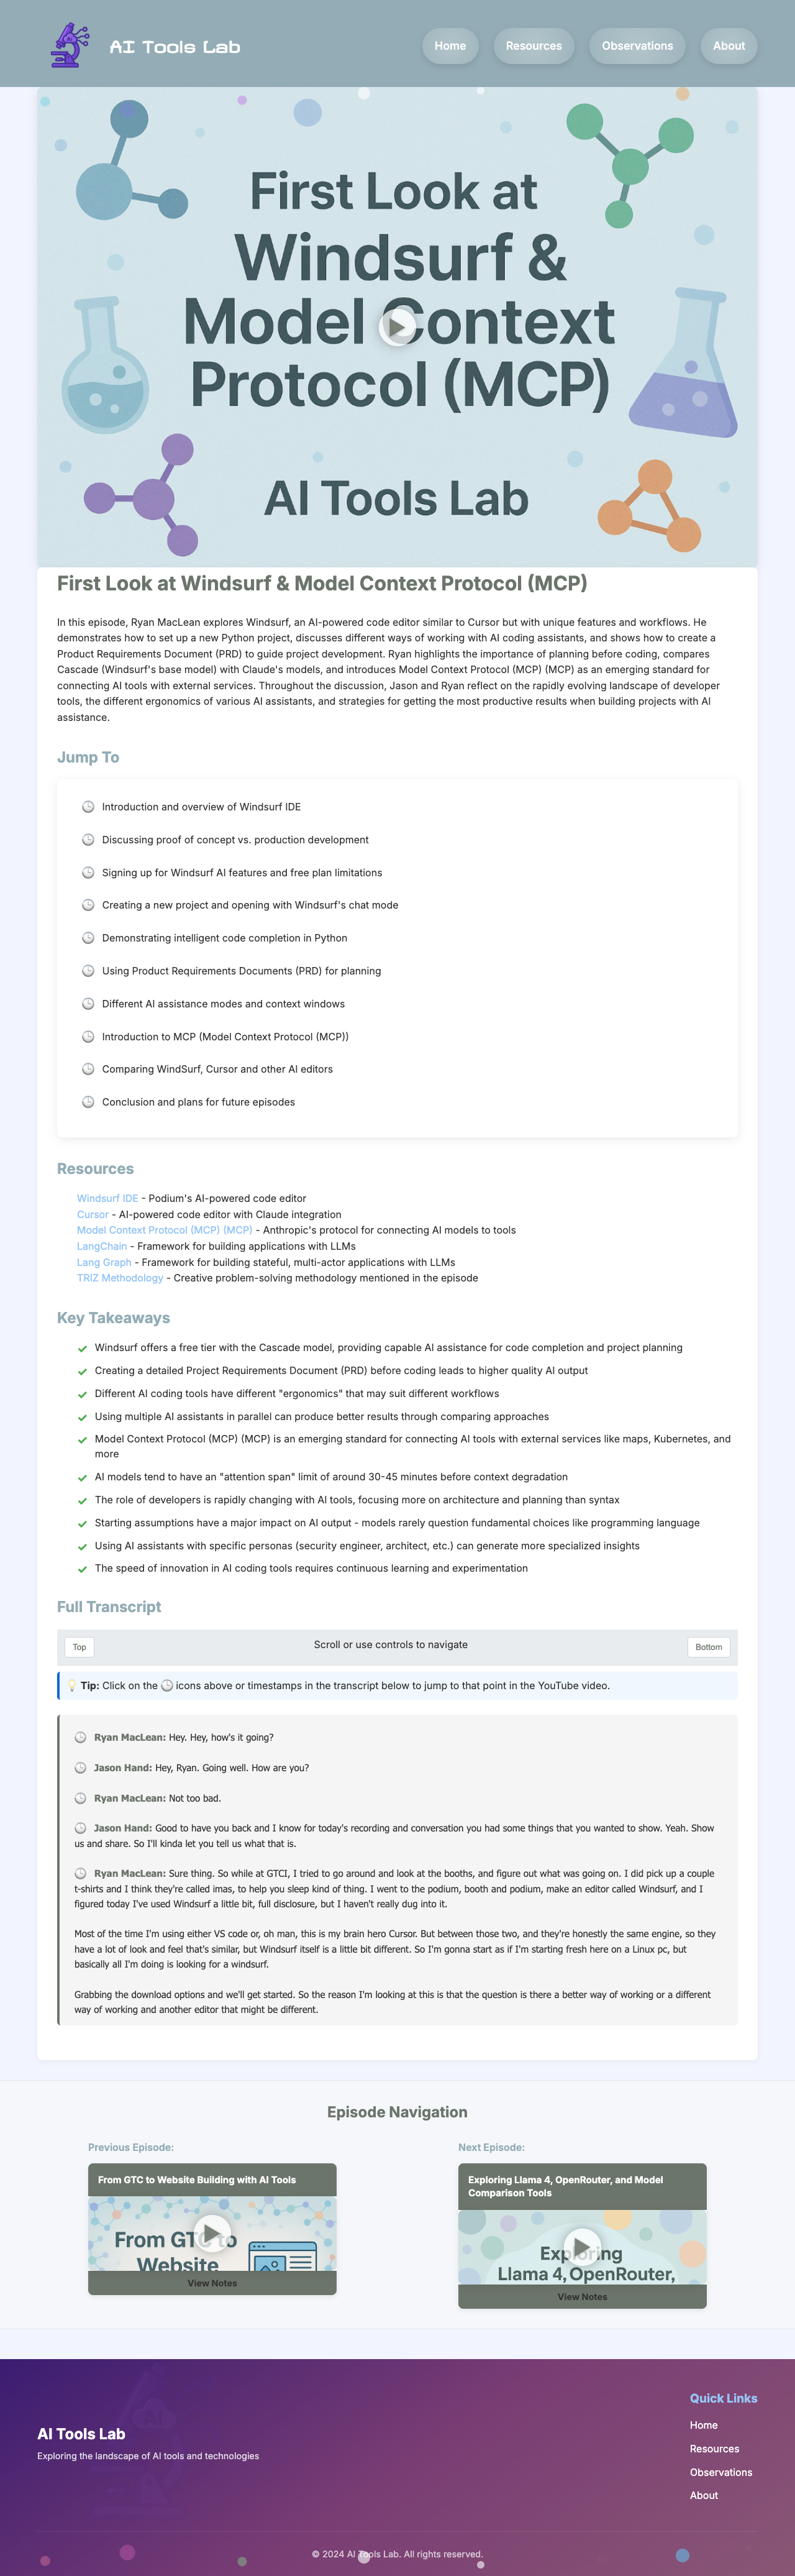 AI Tools Lab
Home
Resources
Observations
About
First Look at
Windsurf &
Model Context
Protocol (MCP)
AI Tools Lab
First Look at Windsurf & Model Context Protocol (MCP)
In this episode, Ryan MacLean explores Windsurf, an AI-powered code editor similar to Cursor but with unique features and workflows. He
demonstrates how to set up a new Python project, discusses different ways of working with AI coding assistants, and shows how to create a
Product Requirements Document (PRD) to guide project development. Ryan highlights the importance of planning before coding, compares
Cascade (Windsurf's base model) with Claude's models, and introduces Model Context Protocol (MCP) (MCP) as an emerging standard for
connecting AI tools with external services. Throughout the discussion, Jason and Ryan reflect on the rapidly evolving landscape of developer
tools, the different ergonomics of various AI assistants, and strategies for getting the most productive results when building projects with AI
assistance.
Jump To
Introduction and overview of Windsurf IDE
Discussing proof of concept vs. production development
Signing up for Windsurf AI features and free plan limitations
Creating a new project and opening with Windsurf's chat mode
Demonstrating intelligent code completion in Python
Using Product Requirements Documents (PRD) for planning
Different AI assistance modes and context windows
Introduction to MCP (Model Context Protocol (MCP))
Comparing WindSurf, Cursor and other AI editors
Conclusion and plans for future episodes
Resources
Windsurf IDE - Podium's AI-powered code editor
Cursor - AI-powered code editor with Claude integration
Model Context Protocol (MCP) (MCP) - Anthropic's protocol for connecting AI models to tools
LangChain - Framework for building applications with LLMs
Lang Graph - Framework for building stateful, multi-actor applications with LLMs
TRIZ Methodology - Creative problem-solving methodology mentioned in the episode
Key Takeaways
Windsurf offers a free tier with the Cascade model, providing capable AI assistance for code completion and project planning
Creating a detailed Project Requirements Document (PRD) before coding leads to higher quality AI output
Different AI coding tools have different "ergonomics" that may suit different workflows
Using multiple AI assistants in parallel can produce better results through comparing approaches
Model Context Protocol (MCP) (MCP) is an emerging standard for connecting AI tools with external services like maps, Kubernetes, and
more
AI models tend to have an "attention span" limit of around 30-45 minutes before context degradation
The role of developers is rapidly changing with AI tools, focusing more on architecture and planning than syntax
Starting assumptions have a major impact on AI output - models rarely question fundamental choices like programming language
Using AI assistants with specific personas (security engineer, architect, etc.) can generate more specialized insights
The speed of innovation in AI coding tools requires continuous learning and experimentation
Full Transcript
Top
Scroll or use controls to navigate
Bottom
💡 Tip: Click on the 🕒 icons above or timestamps in the transcript below to jump to that point in the YouTube video.
Ryan MacLean: Hey. Hey, how's it going?
Jason Hand: Hey, Ryan. Going well. How are you?
Ryan MacLean: Not too bad.
Jason Hand: Good to have you back and I know for today's recording and conversation you had some things that you wanted to show. Yeah. Show
us and share. So I'll kinda let you tell us what that is.
Ryan MacLean: Sure thing. So while at GTCI, I tried to go around and look at the booths, and figure out what was going on. I did pick up a couple
t-shirts and I think they're called imas, to help you sleep kind of thing. I went to the podium, booth and podium, make an editor called Windsurf, and I
figured today I've used Windsurf a little bit, full disclosure, but I haven't really dug into it.
Most of the time I'm using either VS code or, oh man, this is my brain hero Cursor. But between those two, and they're honestly the same engine, so they
have a lot of look and feel that's similar, but Windsurf itself is a little bit different. So I'm gonna start as if I'm starting fresh here on a Linux pc, but
basically all I'm doing is looking for a windsurf.
Grabbing the download options and we'll get started. So the reason I'm looking at this is that the question is there a better way of working or a different
way of working and another editor that might be different.
Episode Navigation
Previous Episode:
From GTC to Website Building with AI Tools
From GTC to
Website
View Notes
Next Episode:
Exploring Llama 4, OpenRouter, and Model
Comparison Tools
Exploring
Llama 4, OpenRouter,
View Notes
AI Tools Lab
Exploring the landscape of AI tools and technologies
Quick Links
Home
Resources
Observations
About
© 2024 AI Tools Lab. All rights reserved.